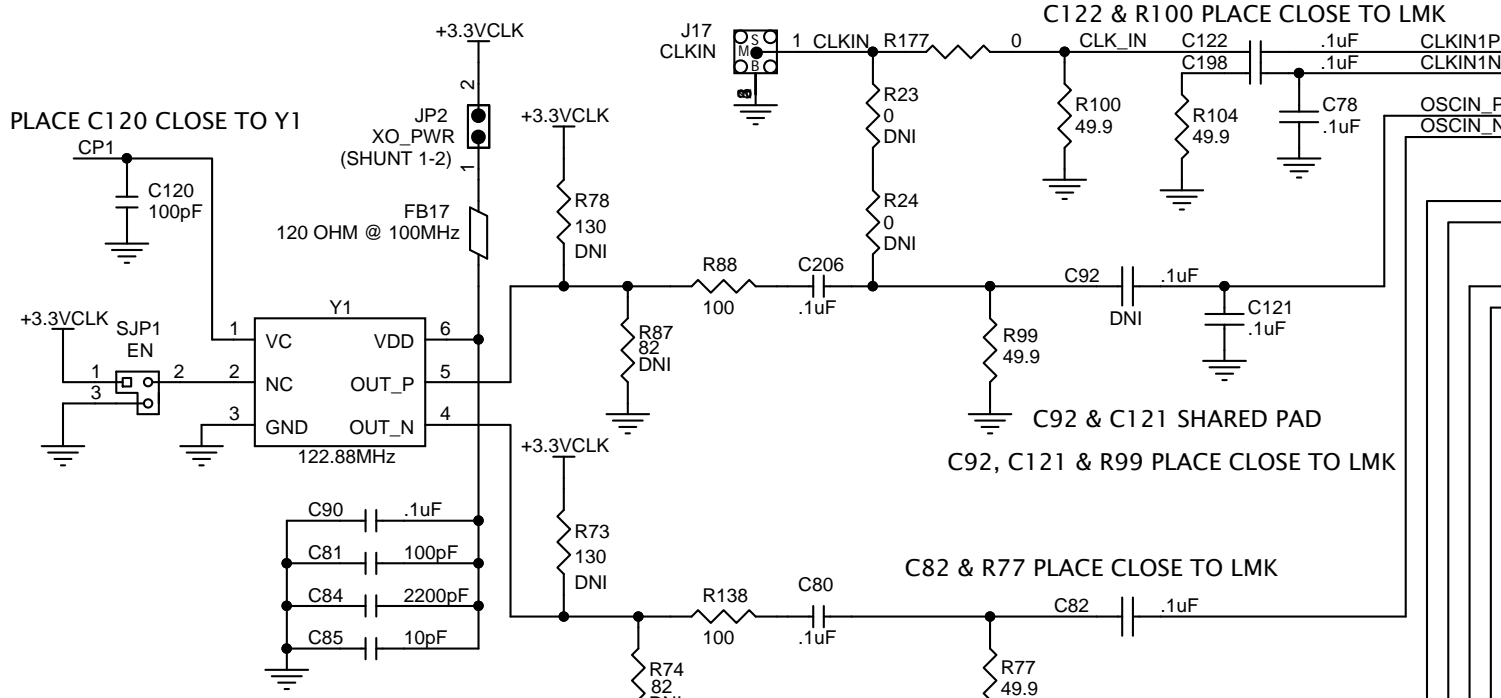 C122 & R100 PLACE CLOSE TO LMK
J17
CLKIN
S
M
B
1 CLKIN R177 0 CLK_IN C122 .1uF CLKIN1P
C198 .1uF CLKIN1N
+3.3VCLK
2
JP2
XO_PWR
(SHUNT 1-2)
1
PLACE C120 CLOSE TO Y1
CP1
C120
100pF
FB17
120 OHM @ 100MHz
+3.3VCLK
R78
130
DNI
R23
0
DNI
R24
0
DNI
R100
49.9
R104
49.9
C78
.1uF
OSCIN_P
OSCIN_N
R88
100
C206
.1uF
C92 .1uF
DNI
C121
.1uF
R87
82
DNI
R99
49.9
+3.3VCLK
SJP1
EN
1
2
3
Y1
1 VC VDD 6
2 NC OUT_P 5
3 GND OUT_N 4
122.88MHz
C92 & C121 SHARED PAD
C92, C121 & R99 PLACE CLOSE TO LMK
+3.3VCLK
C90 .1uF
C81 100pF
C84 2200pF
C85 10pF
R73
130
DNI
C82 & R77 PLACE CLOSE TO LMK
R138
100
C80
.1uF
C82 .1uF
R74
82
R77
49.9